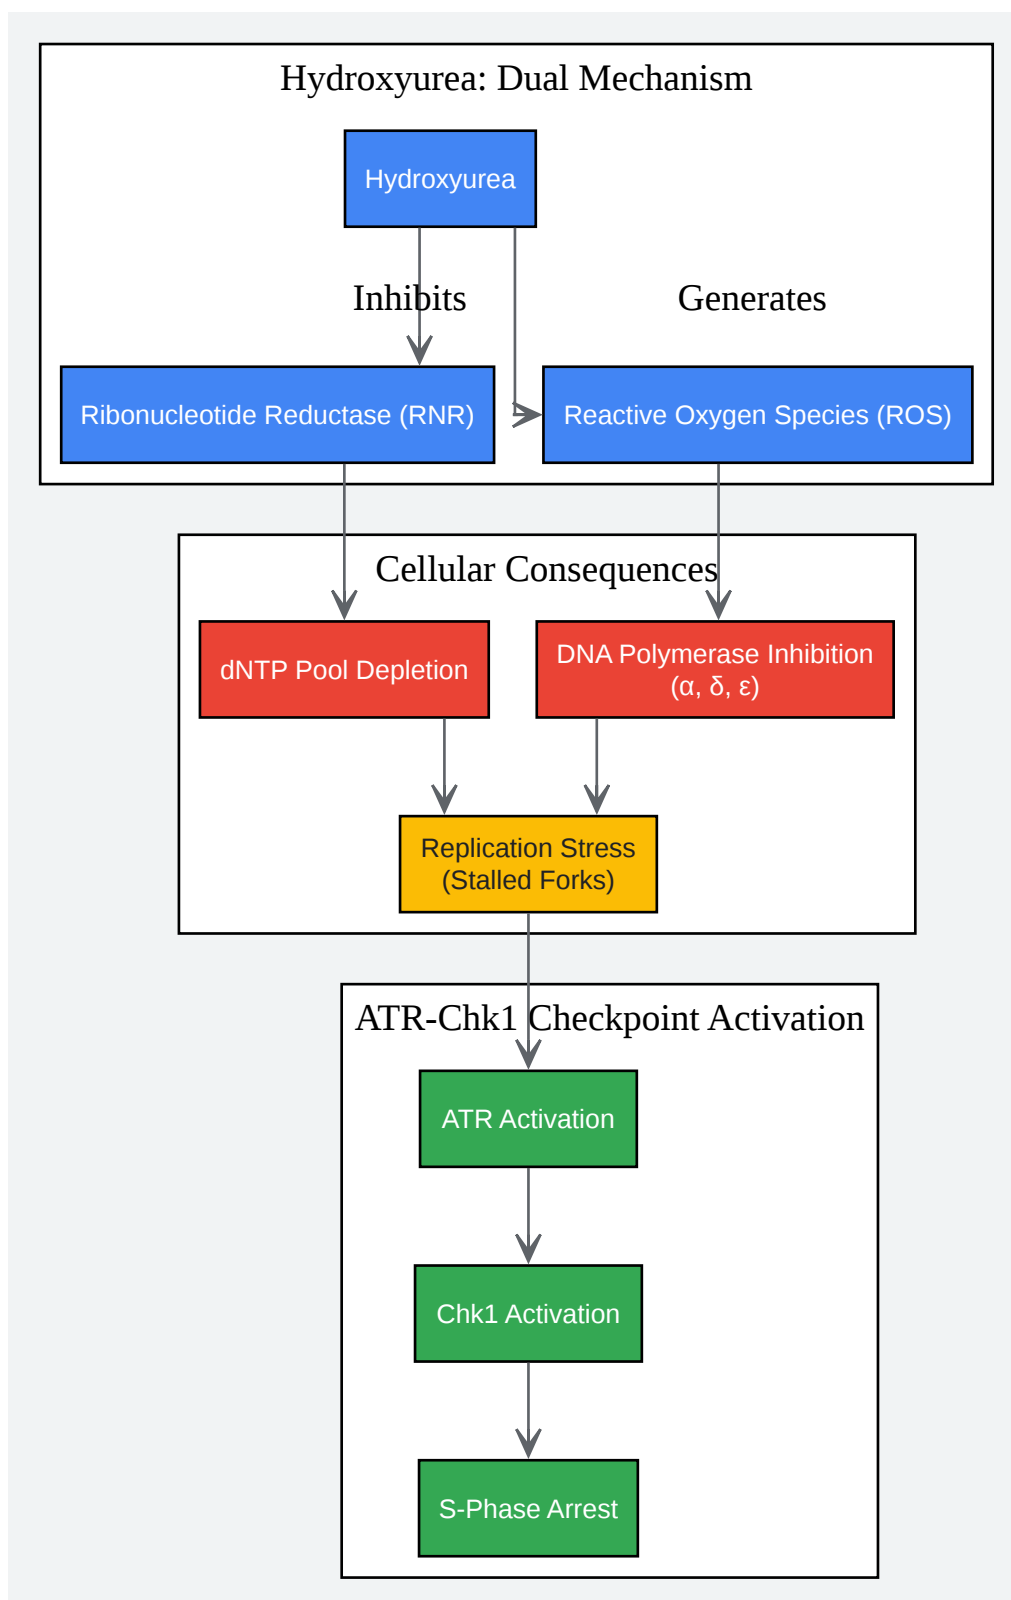 Hydroxyurea: Dual Mechanism
Hydroxyurea
Inhibits
Generates
Ribonucleotide Reductase (RNR)
Reactive Oxygen Species (ROS)
Cellular Consequences
dNTP Pool Depletion
DNA Polymerase Inhibition
(α, δ, ε)
Replication Stress
(Stalled Forks)
ATR-Chk1 Checkpoint Activation
ATR Activation
Chk1 Activation
S-Phase Arrest